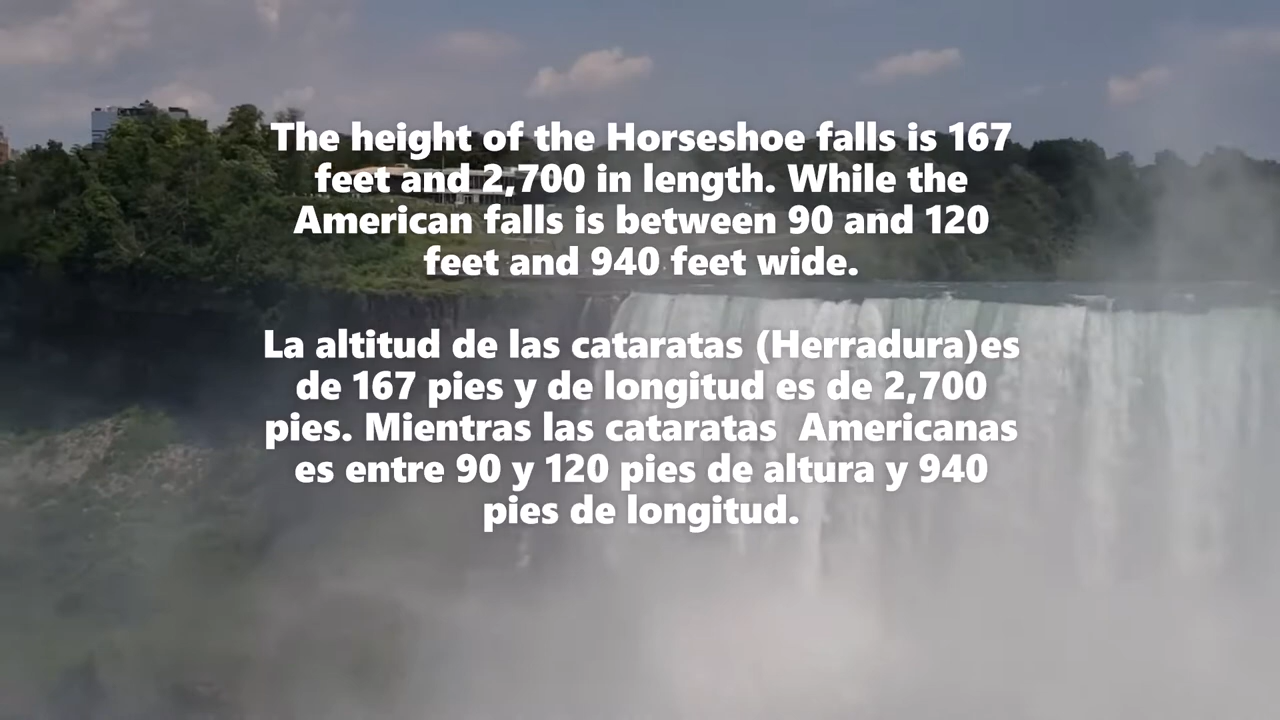 The height of the Horseshoe falls is 167
feet and 2,700 in length. While the
American falls is between 90 and 120
feet and 940 feet wide.
La altitud de las cataratas (Herradura)es
de 167 pies y de longitud es de 2,700
pies. Mientras las cataratas  Americanas
es entre 90 y 120 pies de altura y 940
pies de longitud.